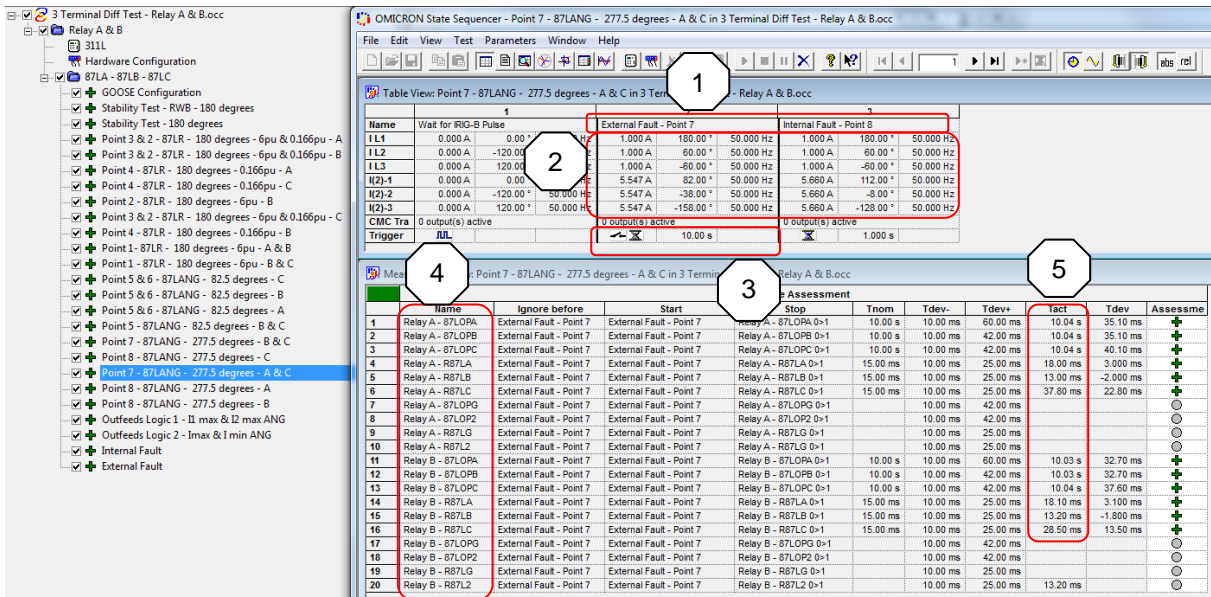 3 Terminal Diff Test - Relay A & B.occ
Relay A & B
311L
Hardware Configuration
87LA - 87LB - 87LC
GOOSE Configuration
Stability Test - RWB - 180 degrees
Stability Test - 180 degrees
Point 3 & 2 - 87LR - 180 degrees - 6pu & 0.166pu - A
Point 3 & 2 - 87LR - 180 degrees - 6pu & 0.166pu - B
Point 4 - 87LR - 180 degrees - 0.166pu - A
Point 4 - 87LR - 180 degrees - 0.166pu - C
Point 2 - 87LR - 180 degrees - 6pu - B
Point 3 & 2 - 87LR - 180 degrees - 6pu & 0.166pu - C
Point 4 - 87LR - 180 degrees - 0.166pu - B
Point 1- 87LR - 180 degrees - 6pu - A & B
Point 1 - 87LR - 180 degrees - 6pu - B & C
Point 5 & 6 - 87LANG - 82.5 degrees - C
Point 5 & 6 - 87LANG - 82.5 degrees - B
Point 5 & 6 - 87LANG - 82.5 degrees - A
Point 5 - 87LANG - 82.5 degrees - B & C
Point 7 - 87LANG - 277.5 degrees - B & C
Point 8 - 87LANG - 277.5 degrees - C
Point 7 - 87LANG - 277.5 degrees - A & C
Point 8 - 87LANG - 277.5 degrees - A
Point 8 - 87LANG - 277.5 degrees - B
Outfeeds Logic 1 - I1 max & I2 max ANG
Outfeeds Logic 2 - Imax & I min ANG
Internal Fault
External Fault
OMICRON State Sequencer - Point 7 - 87LANG - 277.5 degrees - A & C in 3 Terminal Diff Test - Relay A & B.occ
File Edit View Test Parameters Window Help
1 abs rel
1
Table View: Point 7 - 87LANG - 277.5 degrees - A & C in 3 Ter - Relay A & B.occ
1 2 3
Name Wait for IRIG-B Pulse External Fault - Point 7 Internal Fault - Point 8
I L1 0.000 A 0.00 ° Hz 1.000 A 180.00 ° 50.000 Hz 1.000 A 180.00 ° 50.000 Hz
I L2 0.000 A -120.00 z 1.000 A 60.00 ° 50.000 Hz 1.000 A 60.00 ° 50.000 Hz
I L3 0.000 A 120.00 z 1.000 A -60.00 ° 50.000 Hz 1.000 A -60.00 ° 50.000 Hz
I(2)-1 0.000 A 0.00 z 5.547 A 82.00 ° 50.000 Hz 5.660 A 112.00 ° 50.000 Hz
I(2)-2 0.000 A -120.00 ° 50.000 Hz 5.547 A -38.00 ° 50.000 Hz 5.660 A -8.00 ° 50.000 Hz
I(2)-3 0.000 A 120.00 ° 50.000 Hz 5.547 A -158.00 ° 50.000 Hz 5.660 A -128.00 ° 50.000 Hz
CMC Tra 0 output(s) active 0 output(s) active 0 output(s) active
Trigger 10.00 s 1.000 s
2
3
4
5
Mea : Point 7 - 87LANG - 277.5 degrees - A & C in 3 Termin Relay A & B.occ
e Assessment
Name Ignore before Start Stop Tnom Tdev- Tdev+ Tact Tdev Assessme
1 Relay A - 87LOPA External Fault - Point 7 External Fault - Point 7 Relay A - 87LOPA 0>1 10.00 s 10.00 ms 60.00 ms 10.04 s 35.10 ms
2 Relay A - 87LOPB External Fault - Point 7 External Fault - Point 7 Relay A - 87LOPB 0>1 10.00 s 10.00 ms 42.00 ms 10.04 s 35.10 ms
3 Relay A - 87LOPC External Fault - Point 7 External Fault - Point 7 Relay A - 87LOPC 0>1 10.00 s 10.00 ms 42.00 ms 10.04 s 40.10 ms
4 Relay A - R87LA External Fault - Point 7 External Fault - Point 7 Relay A - R87LA 0>1 15.00 ms 10.00 ms 25.00 ms 18.00 ms 3.000 ms
5 Relay A - R87LB External Fault - Point 7 External Fault - Point 7 Relay A - R87LB 0>1 15.00 ms 10.00 ms 25.00 ms 13.00 ms -2.000 ms
6 Relay A - R87LC External Fault - Point 7 External Fault - Point 7 Relay A - R87LC 0>1 15.00 ms 10.00 ms 25.00 ms 37.80 ms 22.80 ms
7 Relay A - 87LOPG External Fault - Point 7 External Fault - Point 7 Relay A - 87LOPG 0>1 10.00 ms 42.00 ms
8 Relay A - 87LOP2 External Fault - Point 7 External Fault - Point 7 Relay A - 87LOP2 0>1 10.00 ms 42.00 ms
9 Relay A - R87LG External Fault - Point 7 External Fault - Point 7 Relay A - R87LG 0>1 10.00 ms 25.00 ms
10 Relay A - R87L2 External Fault - Point 7 External Fault - Point 7 Relay A - R87LG 0>1 10.00 ms 25.00 ms
11 Relay B - 87LOPA External Fault - Point 7 External Fault - Point 7 Relay B - 87LOPA 0>1 10.00 s 10.00 ms 60.00 ms 10.03 s 32.70 ms
12 Relay B - 87LOPB External Fault - Point 7 External Fault - Point 7 Relay B - 87LOPB 0>1 10.00 s 10.00 ms 42.00 ms 10.03 s 32.70 ms
13 Relay B - 87LOPC External Fault - Point 7 External Fault - Point 7 Relay B - 87LOPC 0>1 10.00 s 10.00 ms 42.00 ms 10.04 s 37.60 ms
14 Relay B - R87LA External Fault - Point 7 External Fault - Point 7 Relay B - R87LA 0>1 15.00 ms 10.00 ms 25.00 ms 18.10 ms 3.100 ms
15 Relay B - R87LB External Fault - Point 7 External Fault - Point 7 Relay B - R87LB 0>1 15.00 ms 10.00 ms 25.00 ms 13.20 ms -1.800 ms
16 Relay B - R87LC External Fault - Point 7 External Fault - Point 7 Relay B - R87LC 0>1 15.00 ms 10.00 ms 25.00 ms 28.50 ms 13.50 ms
17 Relay B - 87LOPG External Fault - Point 7 External Fault - Point 7 Relay B - 87LOPG 0>1 10.00 ms 42.00 ms
18 Relay B - 87LOP2 External Fault - Point 7 External Fault - Point 7 Relay B - 87LOP2 0>1 10.00 ms 42.00 ms
19 Relay B - R87LG External Fault - Point 7 External Fault - Point 7 Relay B - R87LG 0>1 10.00 ms 25.00 ms
20 Relay B - R87L2 External Fault - Point 7 External Fault - Point 7 Relay B - R87L2 0>1 10.00 ms 25.00 ms 13.20 ms